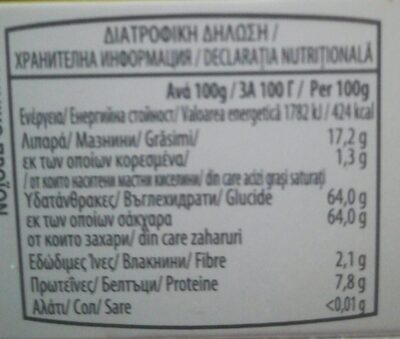 ΔΙΑΤΡΟΦΙΚΗ ΔΗΛΩΣΗ /
ХРАНИТЕЛНА ИНФОРМАЦИЯ / DECLARAȚIA NUTRIȚIONALĂ
Ανά 100g / ЗА 100 Г / Per 100g
Ενέργεια/ Енергийна стойност/ Valoarea energetică 1782 kJ / 424 kcal
Λιπαρά/ Мазнини/ Grăsimi/ 17,2 g
εκ των οποίων κορεσμένα/ 1,3 g
/ от които наситени мастни киселини/ din care acizi grași saturați
Υδατάνθρακες/ Въглехидрати/ Glucide 64,0 g
εκ των οποίων σάκχαρα 64,0 g
от които захари/ din care zaharuri
Εδώδιμες Ίνες/ Влакнини/ Fibre 2,1 g
Πρωτεΐνες/ Белтъци/ Proteine 7,8 g
Αλάτι/ Сол/ Sare <0,01 g